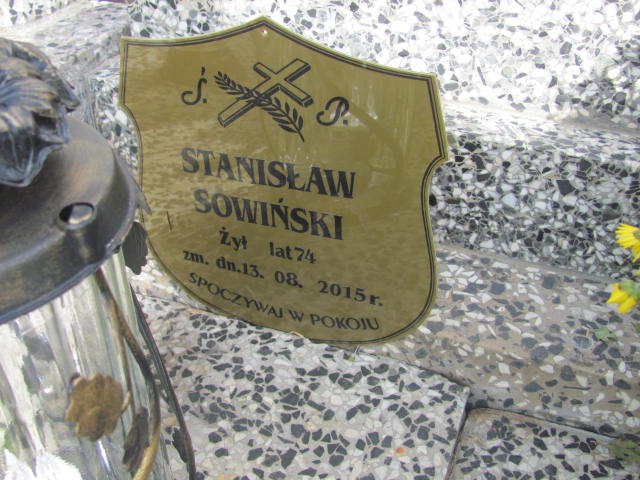 Ś. P.
STANISŁAW
SOWIŃSKI
Żył lat 74
zm. dn. 13. 08. 2015 r.
SPOCZYWAJ W POKOJU